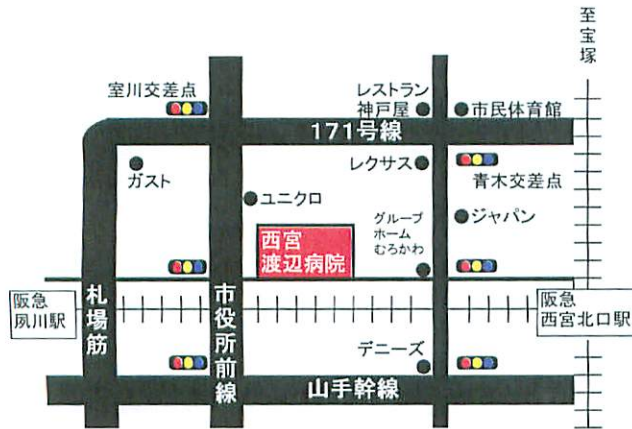 至宝塚
室川交差点
レストラン
神戸屋
市民体育館
171号線
ガスト
レクサス
青木交差点
ユニクロ
ジャパン
グループ
ホーム
むろかわ
西宮
渡辺病院
阪急
夙川駅
札場筋
市役所前線
阪急
西宮北口駅
デニーズ
山手幹線